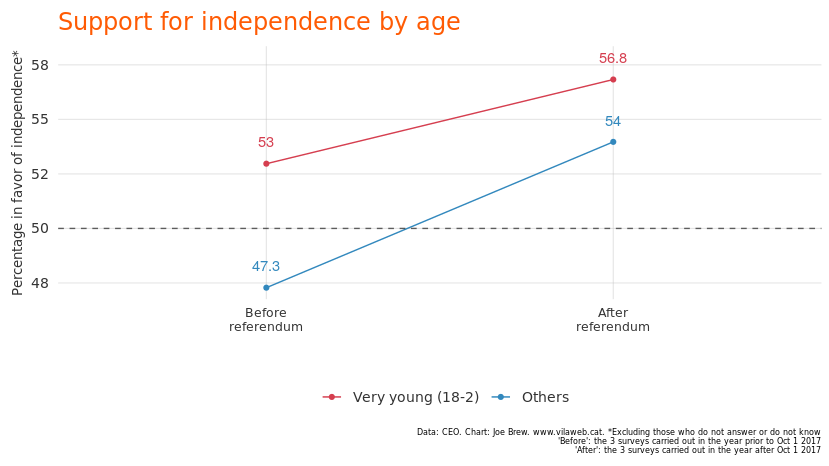 Support for independence by age
Percentage in favor of independence*
58
55
52
50
48
53
56.8
54
47.3
Before
referendum
After
referendum
Very young (18-2)
Others
Data: CEO. Chart: Joe Brew. www.vilaweb.cat. *Excluding those who do not answer or do not know
'Before': the 3 surveys carried out in the year prior to Oct 1 2017
'After': the 3 surveys carried out in the year after Oct 1 2017